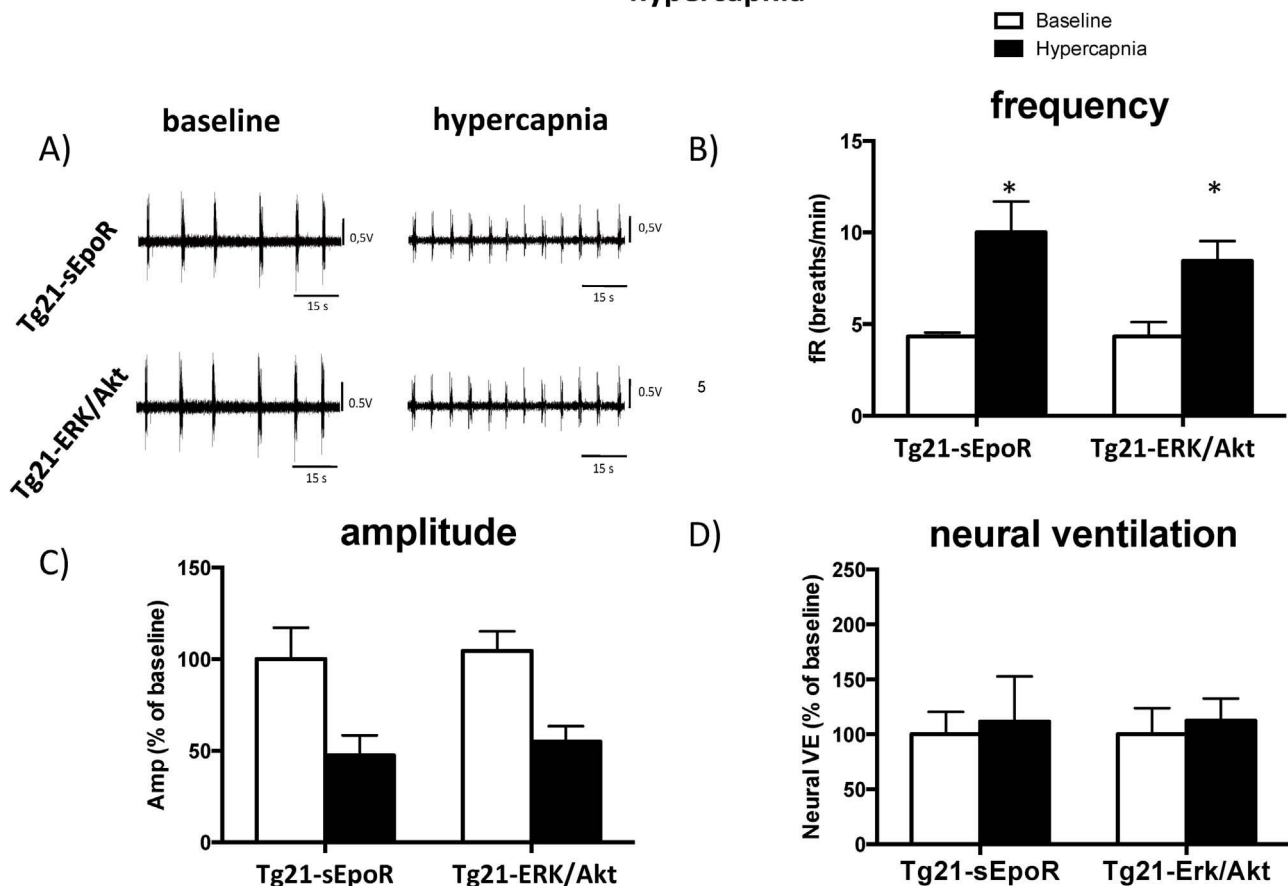 hypercapnia
Baseline
Hypercapnia
A)
baseline
hypercapnia
Tg21-sEpoR
0,5V
15 s
0,5V
15 s
Tg21-ERK/Akt
0.5V
15 s
0.5V
15 s
5
B)
frequency
fR (breaths/min)
15
10
5
0
*
*
Tg21-sEpoR
Tg21-ERK/Akt
C)
amplitude
Amp (% of baseline)
150
100
50
0
Tg21-sEpoR
Tg21-ERK/Akt
D)
neural ventilation
Neural VE (% of baseline)
250
200
150
100
50
0
Tg21-sEpoR
Tg21-Erk/Akt